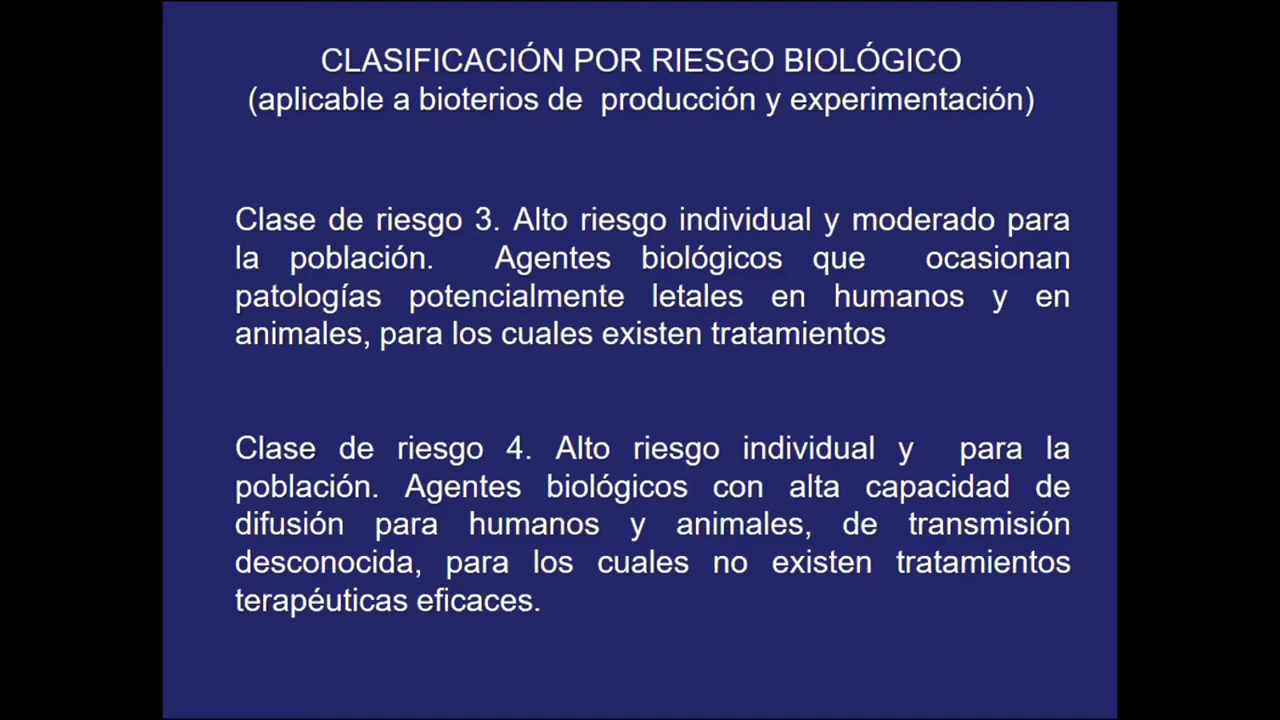 CLASIFICACIÓN POR RIESGO BIOLÓGICO
(aplicable a bioterios de producción y experimentación)
Clase de riesgo 3. Alto riesgo individual y moderado para
la población. Agentes biológicos que ocasionan
patologías potencialmente letales en humanos y en
animales, para los cuales existen tratamientos
Clase de riesgo 4. Alto riesgo individual y para la
población. Agentes biológicos con alta capacidad de
difusión para humanos y animales, de transmisión
desconocida, para los cuales no existen tratamientos
terapéuticas eficaces.